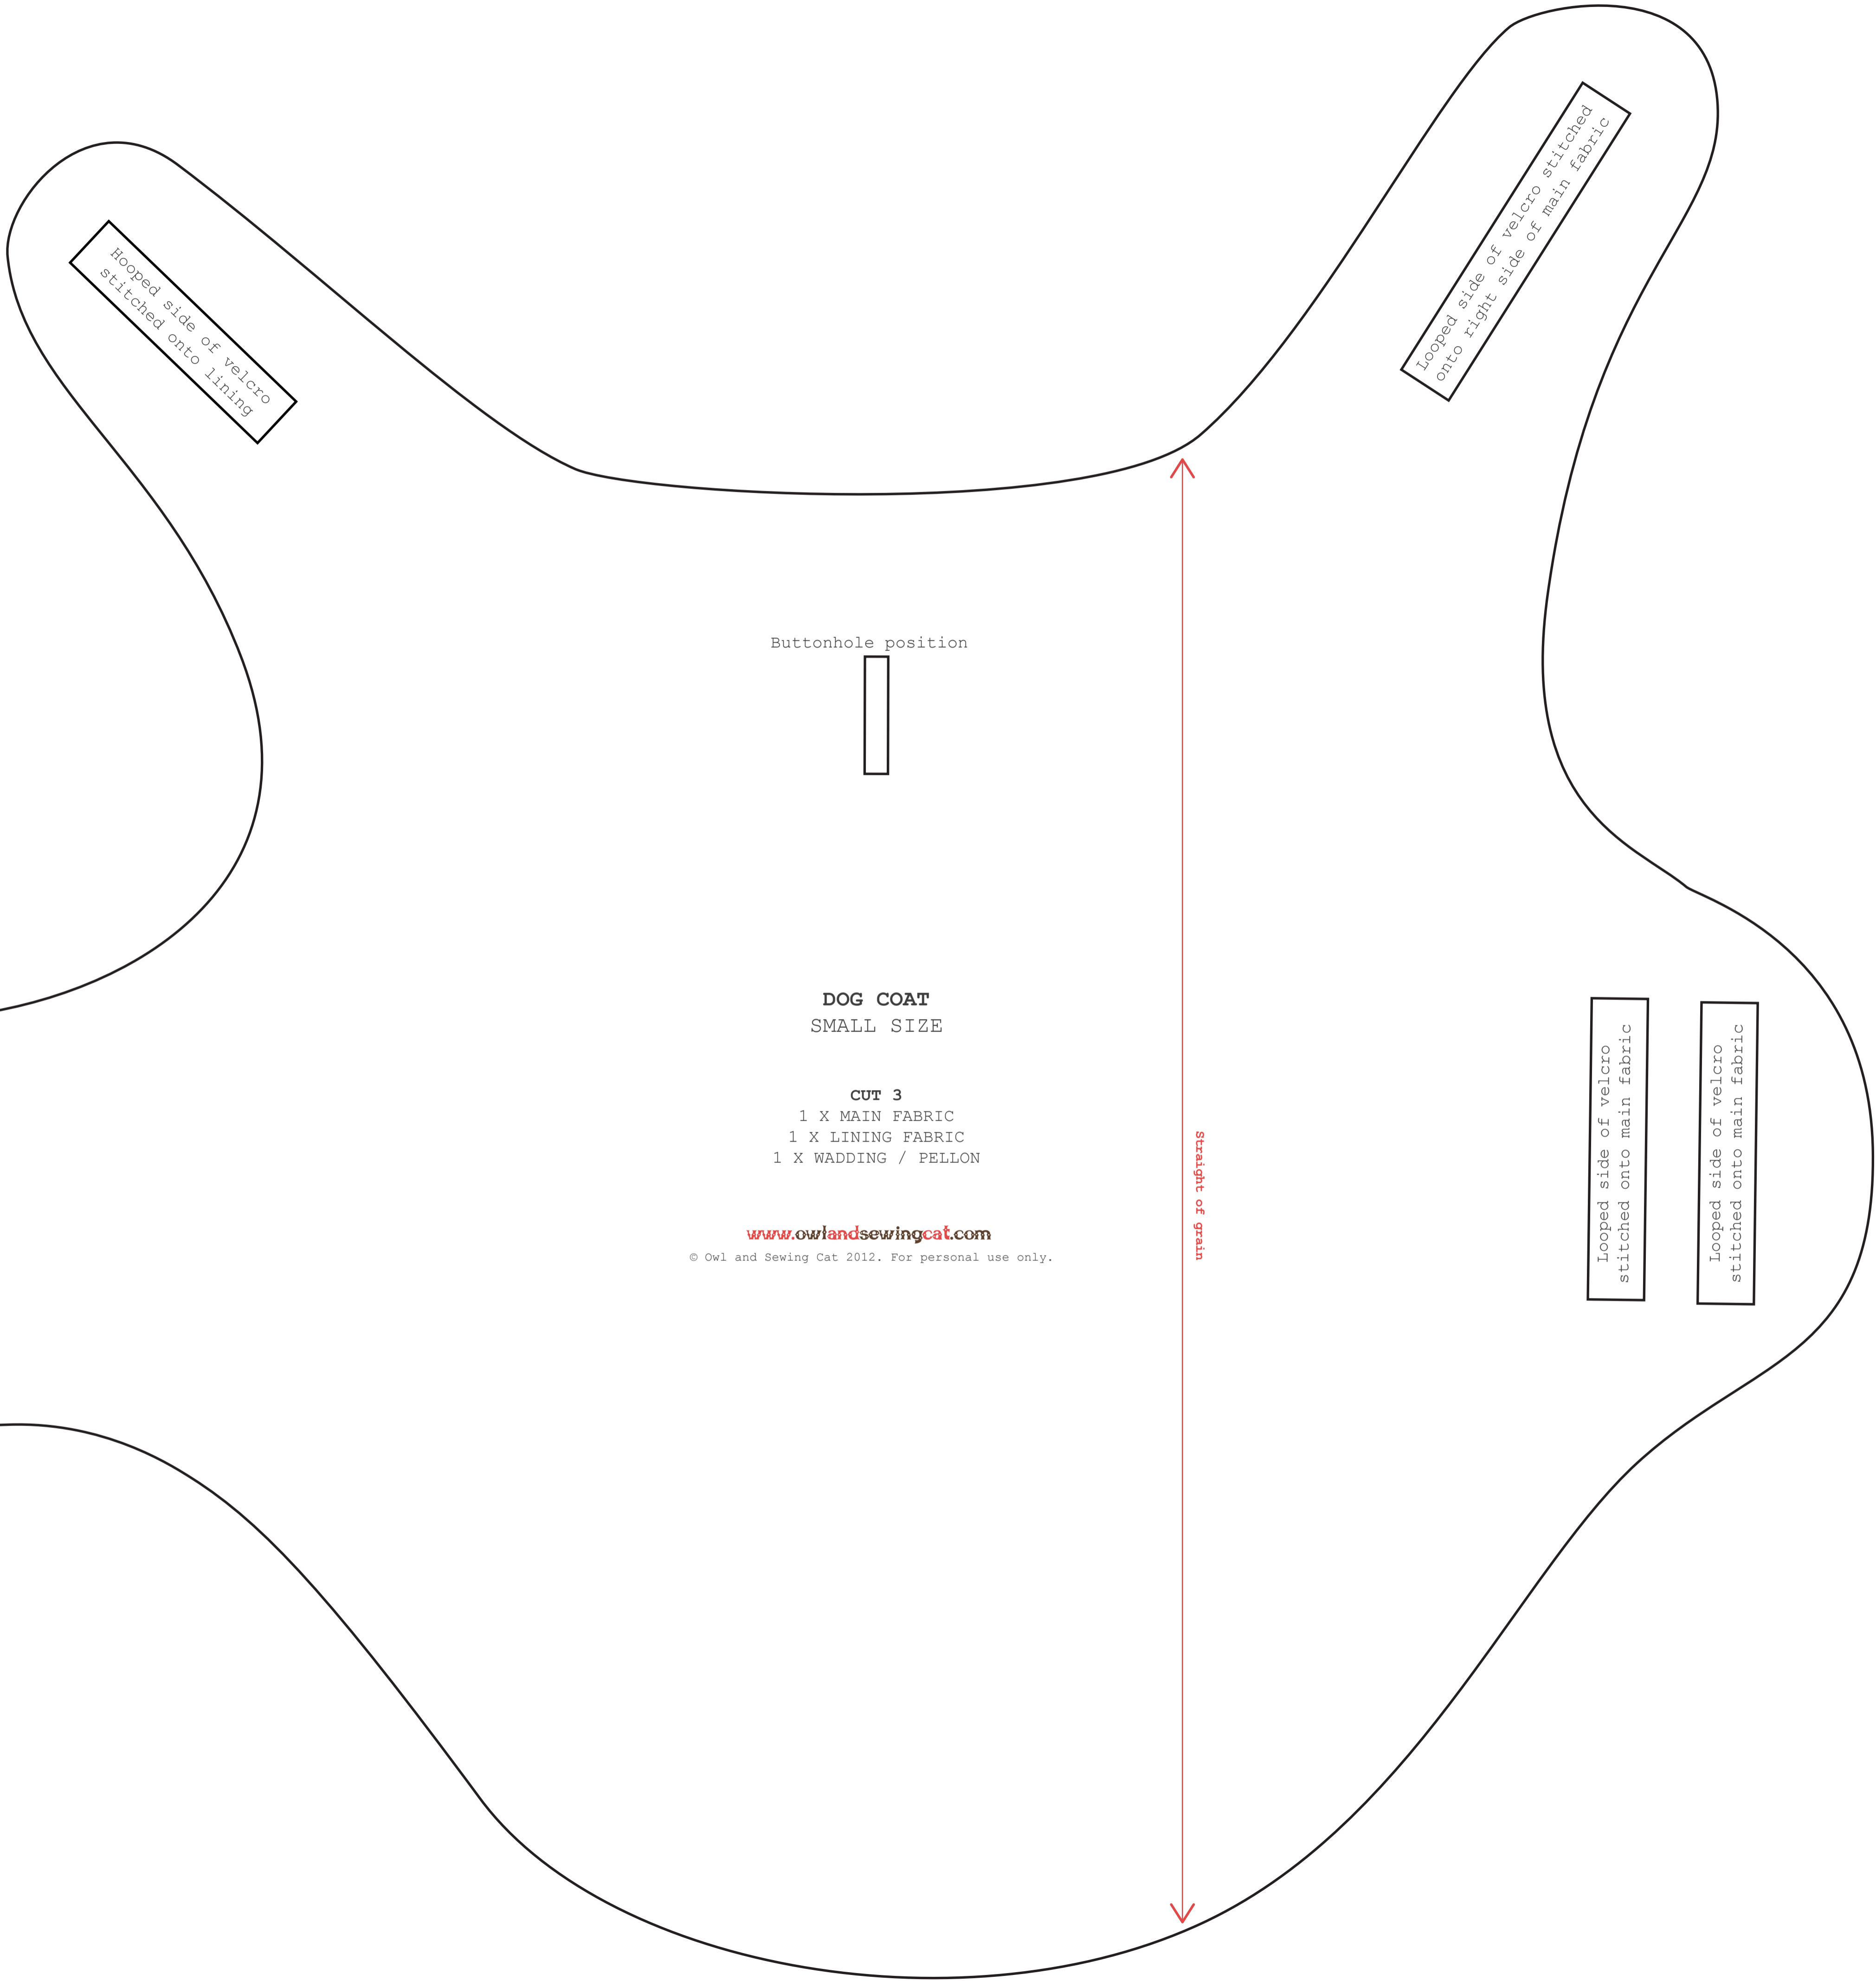 Hooped side of velcro
stitched onto lining
Looped side of velcro stitched
onto right side of main fabric
Buttonhole position
DOG COAT
SMALL SIZE
CUT 3
1 X MAIN FABRIC
1 X LINING FABRIC
1 X WADDING / PELLON
www.owlandsewingcat.com
© Owl and Sewing Cat 2012. For personal use only.
Straight of grain
Looped side of velcro
stitched onto main fabric
Looped side of velcro
stitched onto main fabric